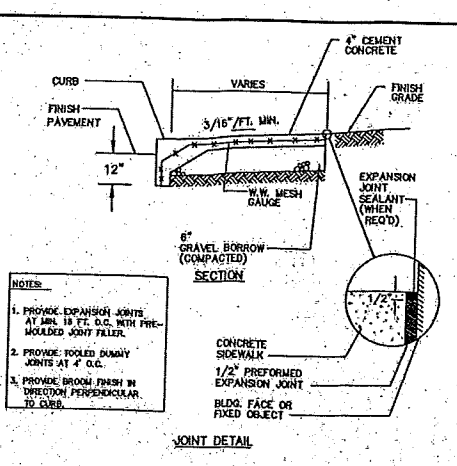 4" CEMENT
CONCRETE
CURB
VARIES
FINISH
GRADE
FINISH
PAVEMENT
3/16"/FT. MIN.
12"
W.W. MESH
GAUGE
EXPANSION
JOINT
SEALANT
(WHEN
REQ'D)
6"
GRAVEL BORROW
(COMPACTED)
SECTION
NOTES:
1. PROVIDE EXPANSION JOINTS
AT MIN. 18 FT. O.C. WITH PRE-
MOULDED JOINT FILLER.
2. PROVIDE TOOLED DUMMY
JOINTS AT 4' O.C.
3. PROVIDE BROOM FINISH IN
DIRECTION PERPENDICULAR
TO CURB.
1/2"
CONCRETE
SIDEWALK
1/2" PREFORMED
EXPANSION JOINT
BLDG. FACE OR
FIXED OBJECT
JOINT DETAIL